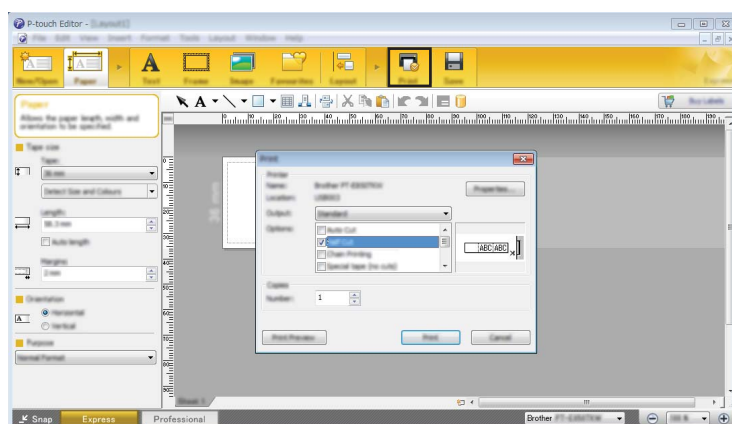 P-touch Editor - [Layout1]
File Edit View Insert Format Tools Layout Window Help
New/Open Paper Text Frame Image Favourites Layout Print Save
Paper
Allows the paper length, width and
orientation to be specified.
Buy Labels
Tape size
Tape:
36 mm
Detect Size and Colours
Length:
Auto length
Margins:
2 mm
Orientation
Horizontal
Vertical
Purpose
Normal Format
Print
Printer
Name:
Location:
Properties...
Output:
Standard
Options:
Auto Cut
Half Cut
Chain Printing
Special tape (no cuts)
ABC ABC
Copies
Number:
1
Print Preview
Print
Cancel
Sheet 1
Snap Express Professional
Brother